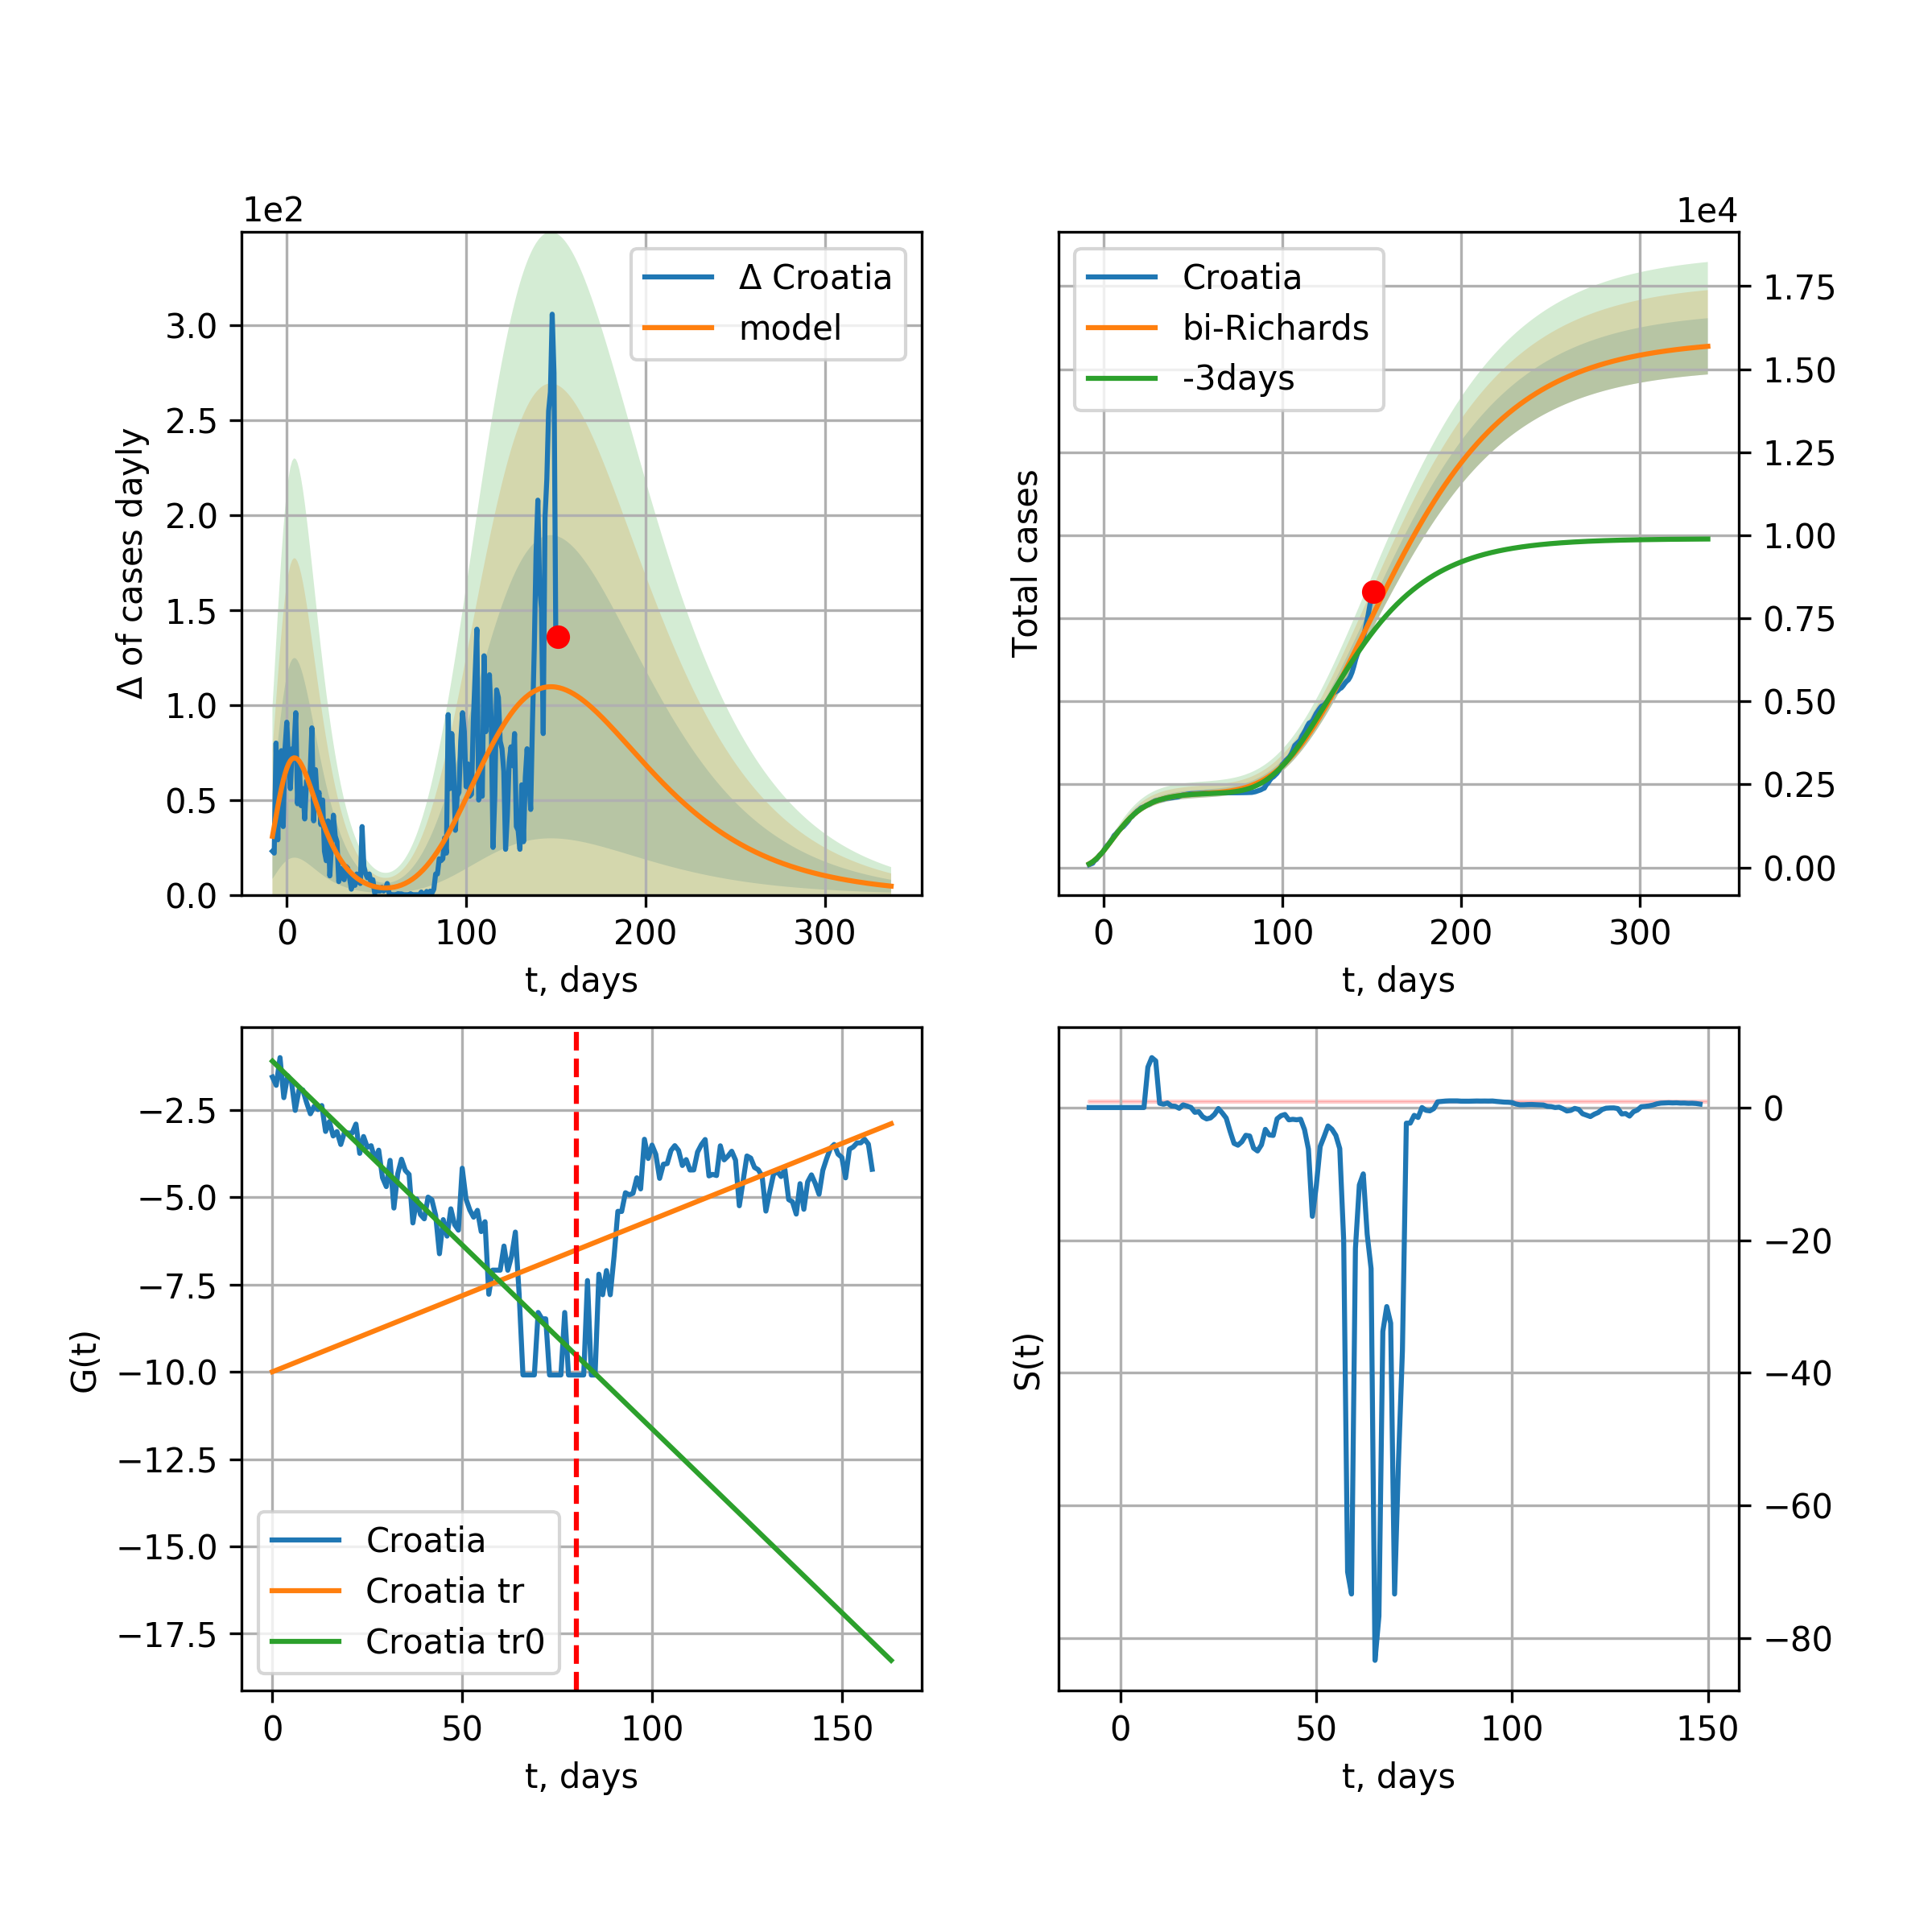 1e2
Δ of cases dayly
3.0
2.5
2.0
1.5
1.0
0.5
0.0
0 100 200 300
t, days
Δ Croatia
model
1e4
Total cases
1.75
1.50
1.25
1.00
0.75
0.50
0.25
0.00
0 100 200 300
t, days
Croatia
bi-Richards
-3days
G(t)
−2.5
−5.0
−7.5
−10.0
−12.5
−15.0
−17.5
0 50 100 150
t, days
Croatia
Croatia tr
Croatia tr0
S(t)
0
−20
−40
−60
−80
0 50 100 150
t, days